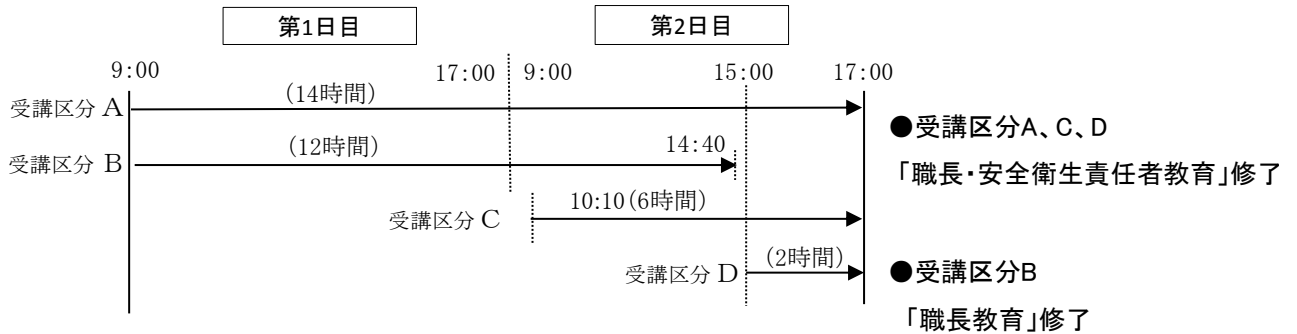 第1日目 第2日目
9:00 17:00 9:00 15:00 17:00
受講区分 A (14時間)
受講区分 B (12時間) 14:40
受講区分 C 10:10(6時間)
受講区分 D (2時間)
●受講区分A、C、D
「職長・安全衛生責任者教育」修了
●受講区分B
「職長教育」修了